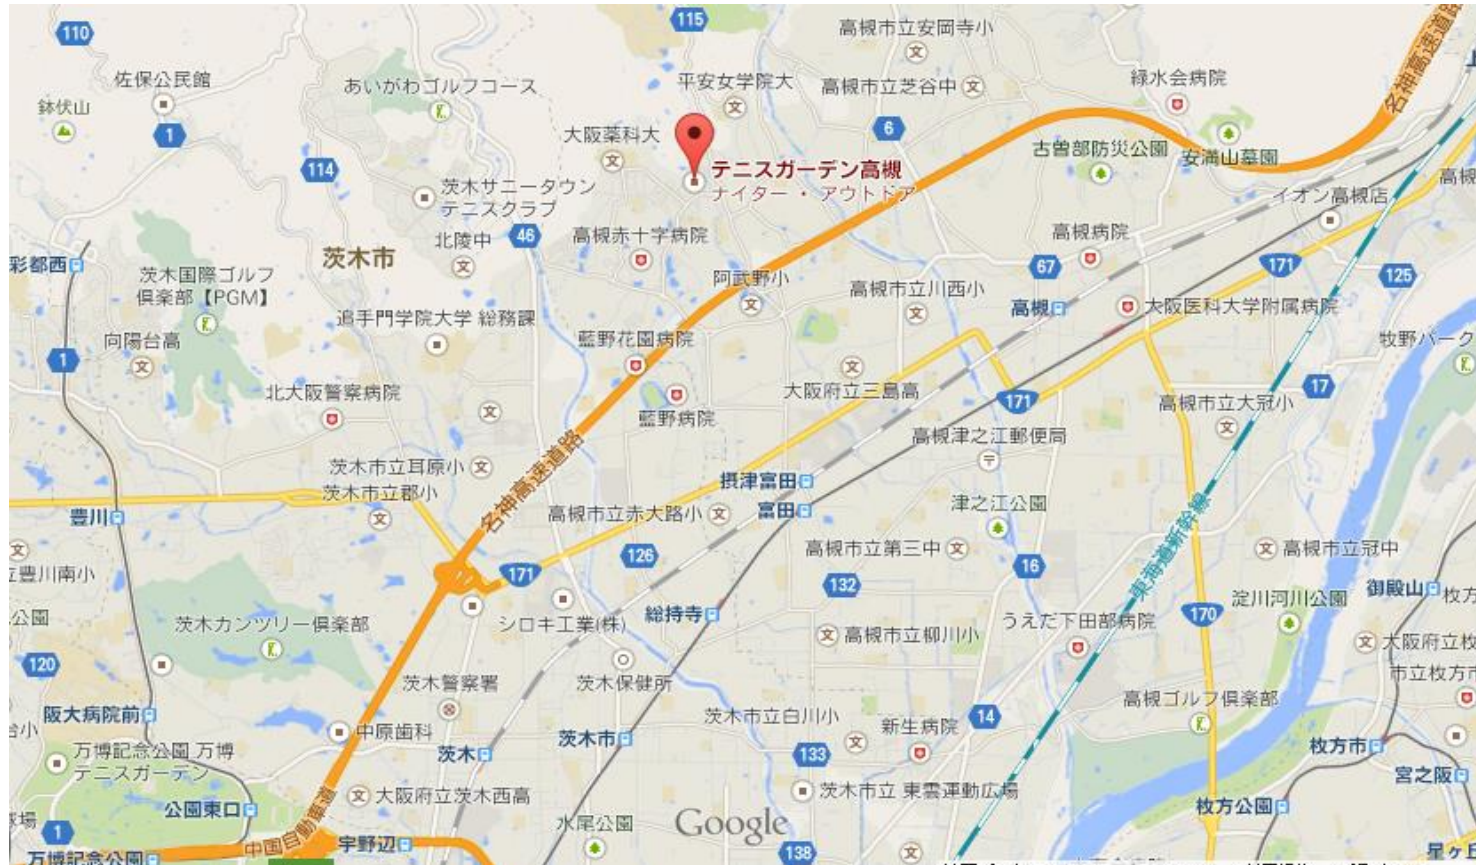 110
115
高槻市立安岡寺小
佐保公民館
あいがわゴルフコース
平安女学院大
高槻市立芝谷中
緑水会病院
名神高速道路
鉢伏山
1
大阪薬科大
6
古曽部防災公園
安満山墓園
114
テニスガーデン高槻
ナイター・アウトドア
茨木サニータウン
テニスクラブ
イオン高槻店
高槻
46
北陵中
高槻赤十字病院
高槻病院
茨木市
彩都西
茨木国際ゴルフ
倶楽部【PGM】
阿武野小
67
171
125
高槻市立川西小
高槻
大阪医科大学附属病院
追手門学院大学 総務課
向陽台高
藍野花園病院
牧野パーク
1
北大阪警察病院
藍野病院
大阪府立三島高
171
17
高槻市立大冠小
高槻津之江郵便局
名神高速道路
茨木市立耳原小
茨木市立郡小
摂津富田
富田
津之江公園
豊川
高槻市立赤大路小
東海道新幹線
126
高槻市立第三中
高槻市立冠中
立豊川南小
171
132
16
御殿山
枚方
公園
茨木カンツリー倶楽部
シロキ工業(株)
総持寺
高槻市立柳川小
うえだ下田部病院
170
淀川河川公園
大阪府立枚
120
茨木保健所
市立枚方市
茨木警察署
高槻ゴルフ倶楽部
阪大病院前
中原歯科
茨木市立白川小
新生病院
14
台小
万博記念公園 万博
テニスガーデン
茨木
茨木市
133
枚方市
宮之阪
公園東口
大阪府立茨木西高
茨木市立 東雲運動広場
枚方公園
1
中国自動車道
宇野辺
水尾公園
Google
138
万博記念公園
星ヶ丘